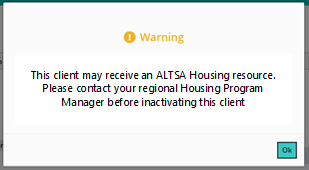 Warning
This client may receive an ALTSA Housing resource.
Please contact your regional Housing Program
Manager before inactivating this client
Ok